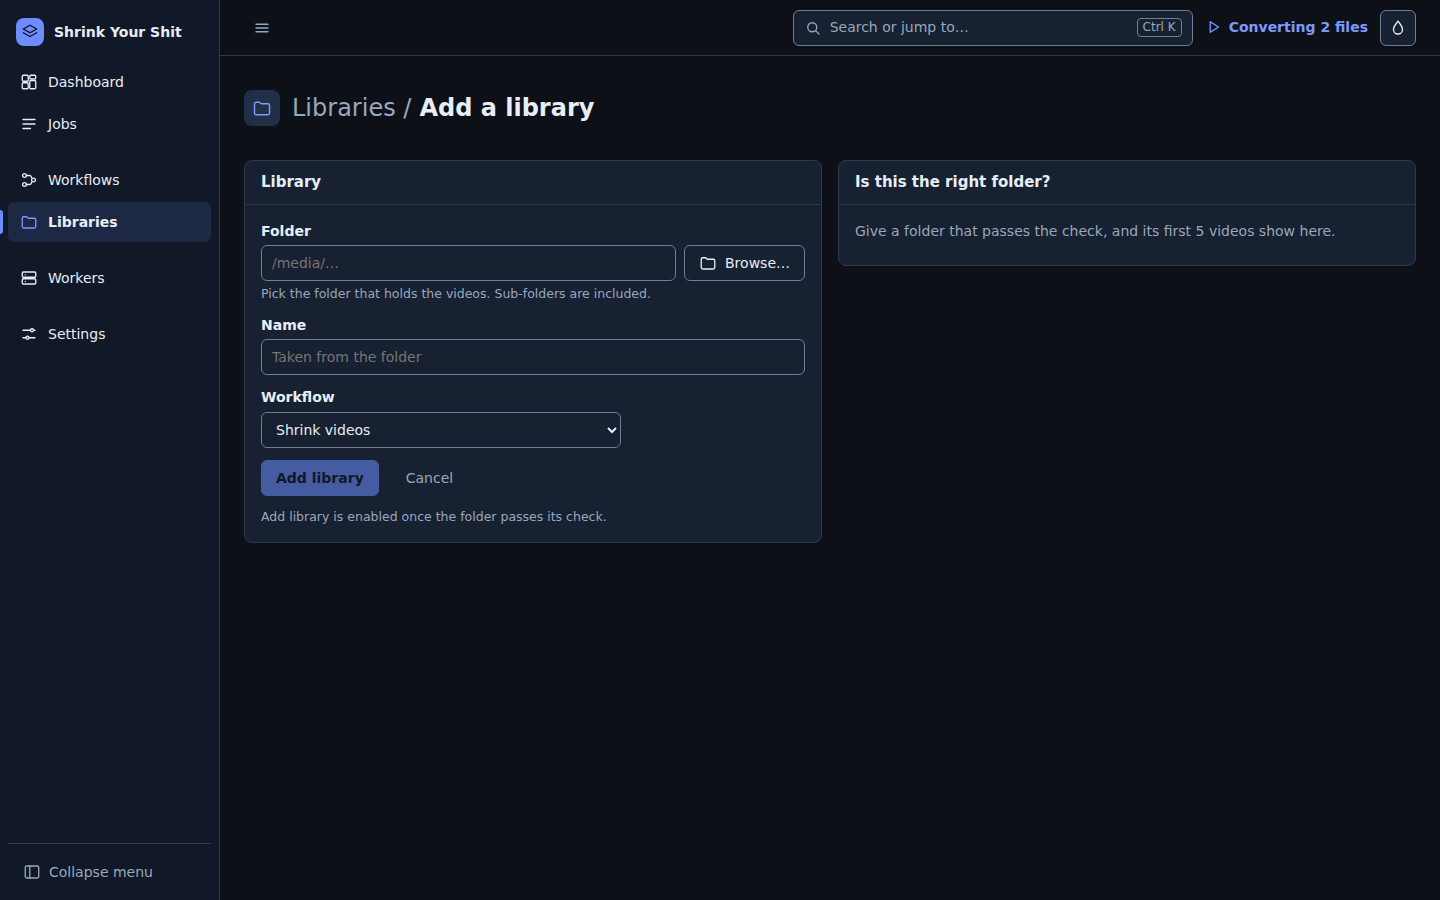 Shrink Your Shit
Dashboard
Jobs
Workflows
Libraries
Workers
Settings
Collapse menu
Search or jump to…
Ctrl K
Converting 2 files
Libraries / Add a library
Library
Folder
/media/…
Browse…
Pick the folder that holds the videos. Sub-folders are included.
Name
Taken from the folder
Workflow
Shrink videos
Add library
Cancel
Add library is enabled once the folder passes its check.
Is this the right folder?
Give a folder that passes the check, and its first 5 videos show here.